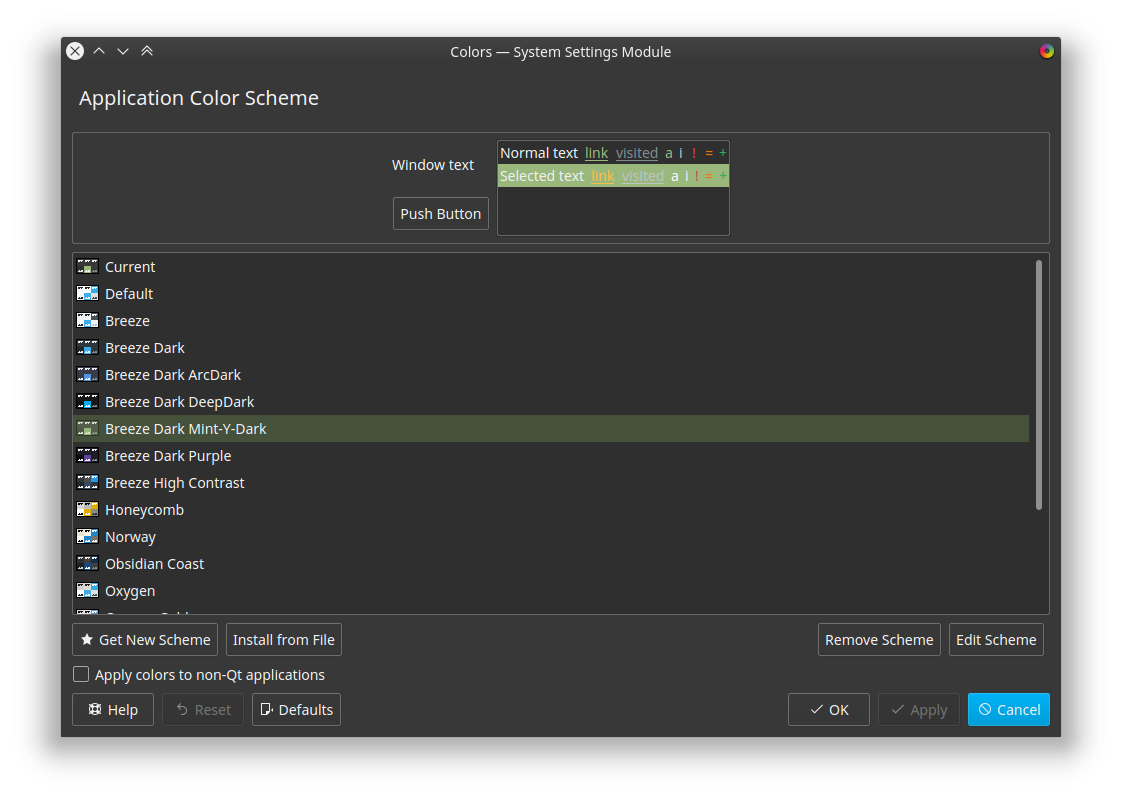 Colors — System Settings Module
Application Color Scheme
Window text
Normal text link visited a i ! = +
Selected text link visited a i ! = +
Push Button
Current
Default
Breeze
Breeze Dark
Breeze Dark ArcDark
Breeze Dark DeepDark
Breeze Dark Mint-Y-Dark
Breeze Dark Purple
Breeze High Contrast
Honeycomb
Norway
Obsidian Coast
Oxygen
Get New Scheme
Install from File
Remove Scheme
Edit Scheme
Apply colors to non-Qt applications
Help
Reset
Defaults
OK
Apply
Cancel